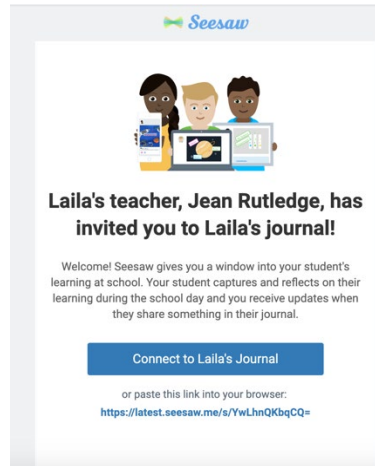 Seesaw
Laila's teacher, Jean Rutledge, has
invited you to Laila's journal!
Welcome! Seesaw gives you a window into your student's
learning at school. Your student captures and reflects on their
learning during the school day and you receive updates when
they share something in their journal.
Connect to Laila's Journal
or paste this link into your browser:
https://latest.seesaw.me/s/YwLhnQKbqCQ=